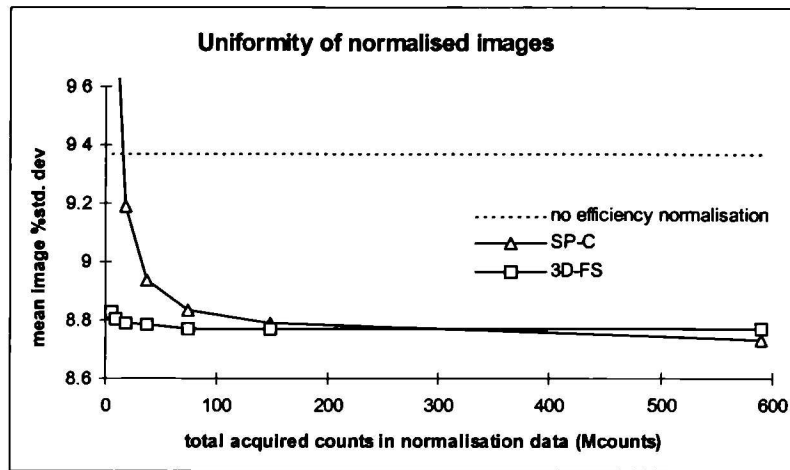 Uniformity of normalised images
mean image %std. dev
9 6
9 4
9.2
9
8.8
8.6
0
100
200
300
400
500
600
no efficiency normalisation
SP-C
3D-FS
total acquired counts in normalisation data (Mcounts)